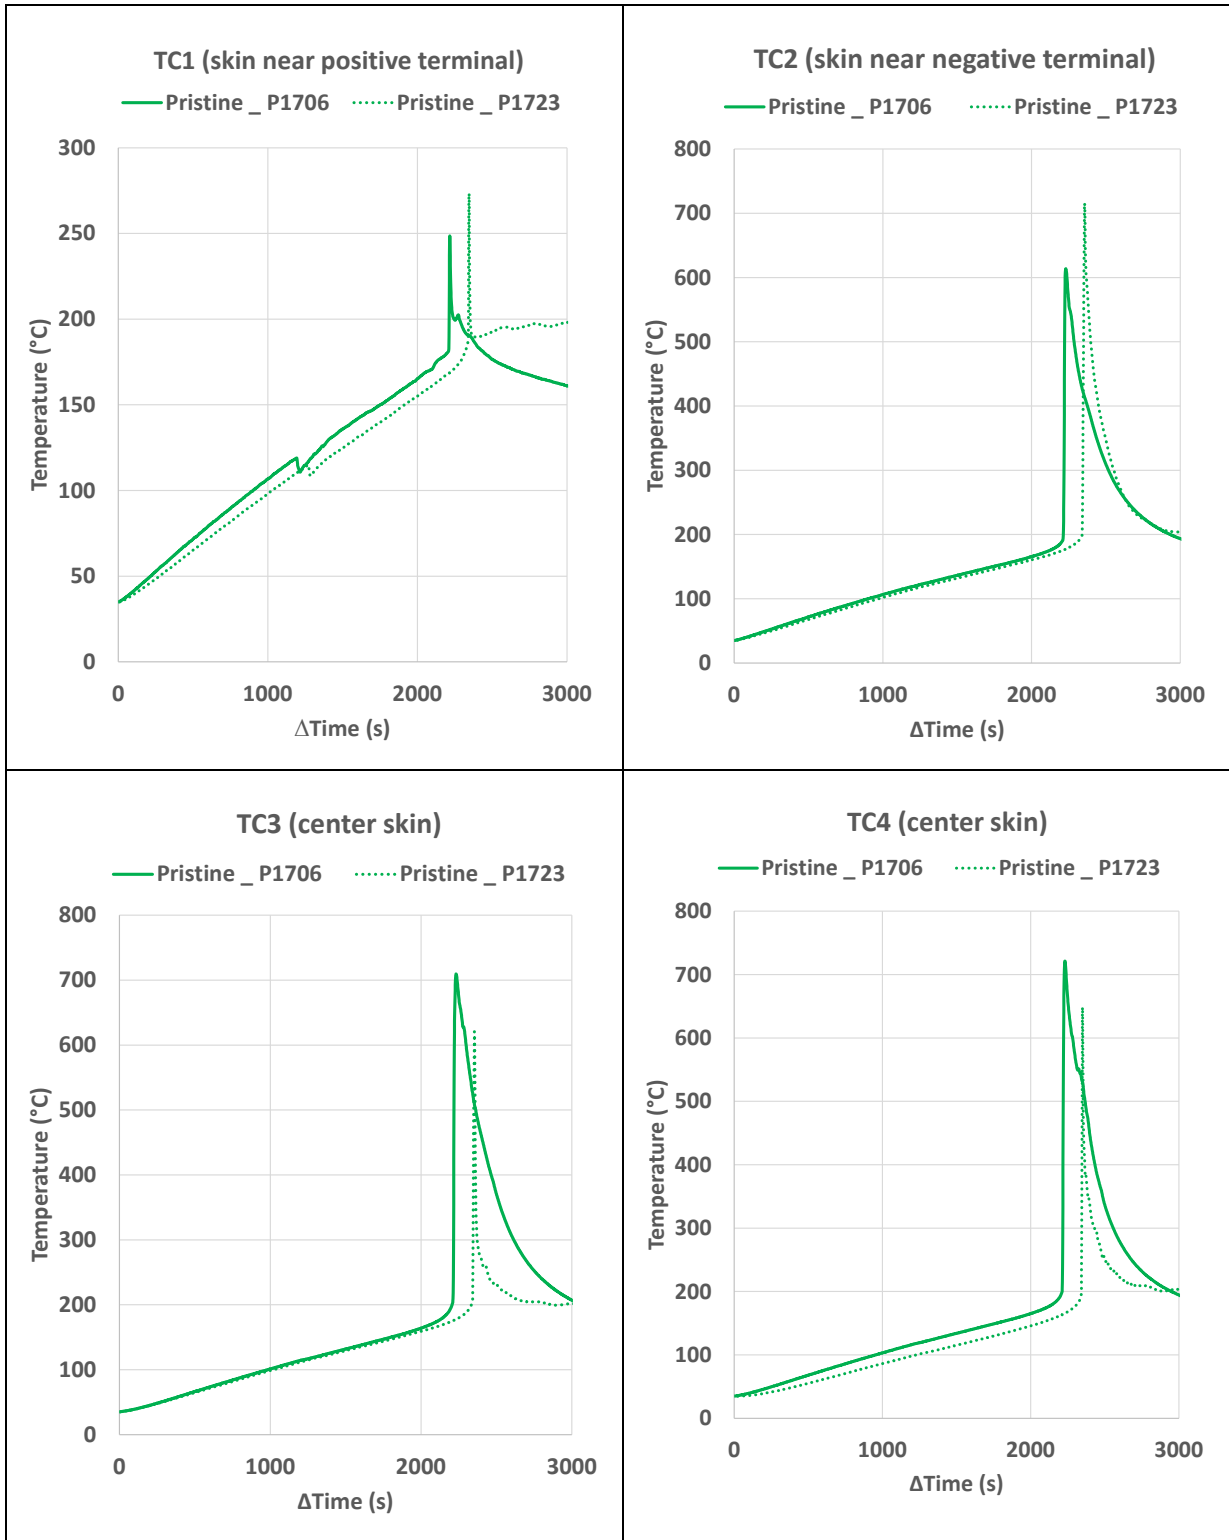 TC1 (skin near positive terminal)
Pristine _ P1706 Pristine _ P1723
300
250
200
150
100
50
0
Temperature (°C)
0 1000 2000 3000
ΔTime (s)
TC2 (skin near negative terminal)
Pristine _ P1706 Pristine _ P1723
800
700
600
500
400
300
200
100
0
Temperature (°C)
0 1000 2000 3000
ΔTime (s)
TC3 (center skin)
Pristine _ P1706 Pristine _ P1723
800
700
600
500
400
300
200
100
0
Temperature (°C)
0 1000 2000 3000
ΔTime (s)
TC4 (center skin)
Pristine _ P1706 Pristine _ P1723
800
700
600
500
400
300
200
100
0
Temperature (°C)
0 1000 2000 3000
ΔTime (s)